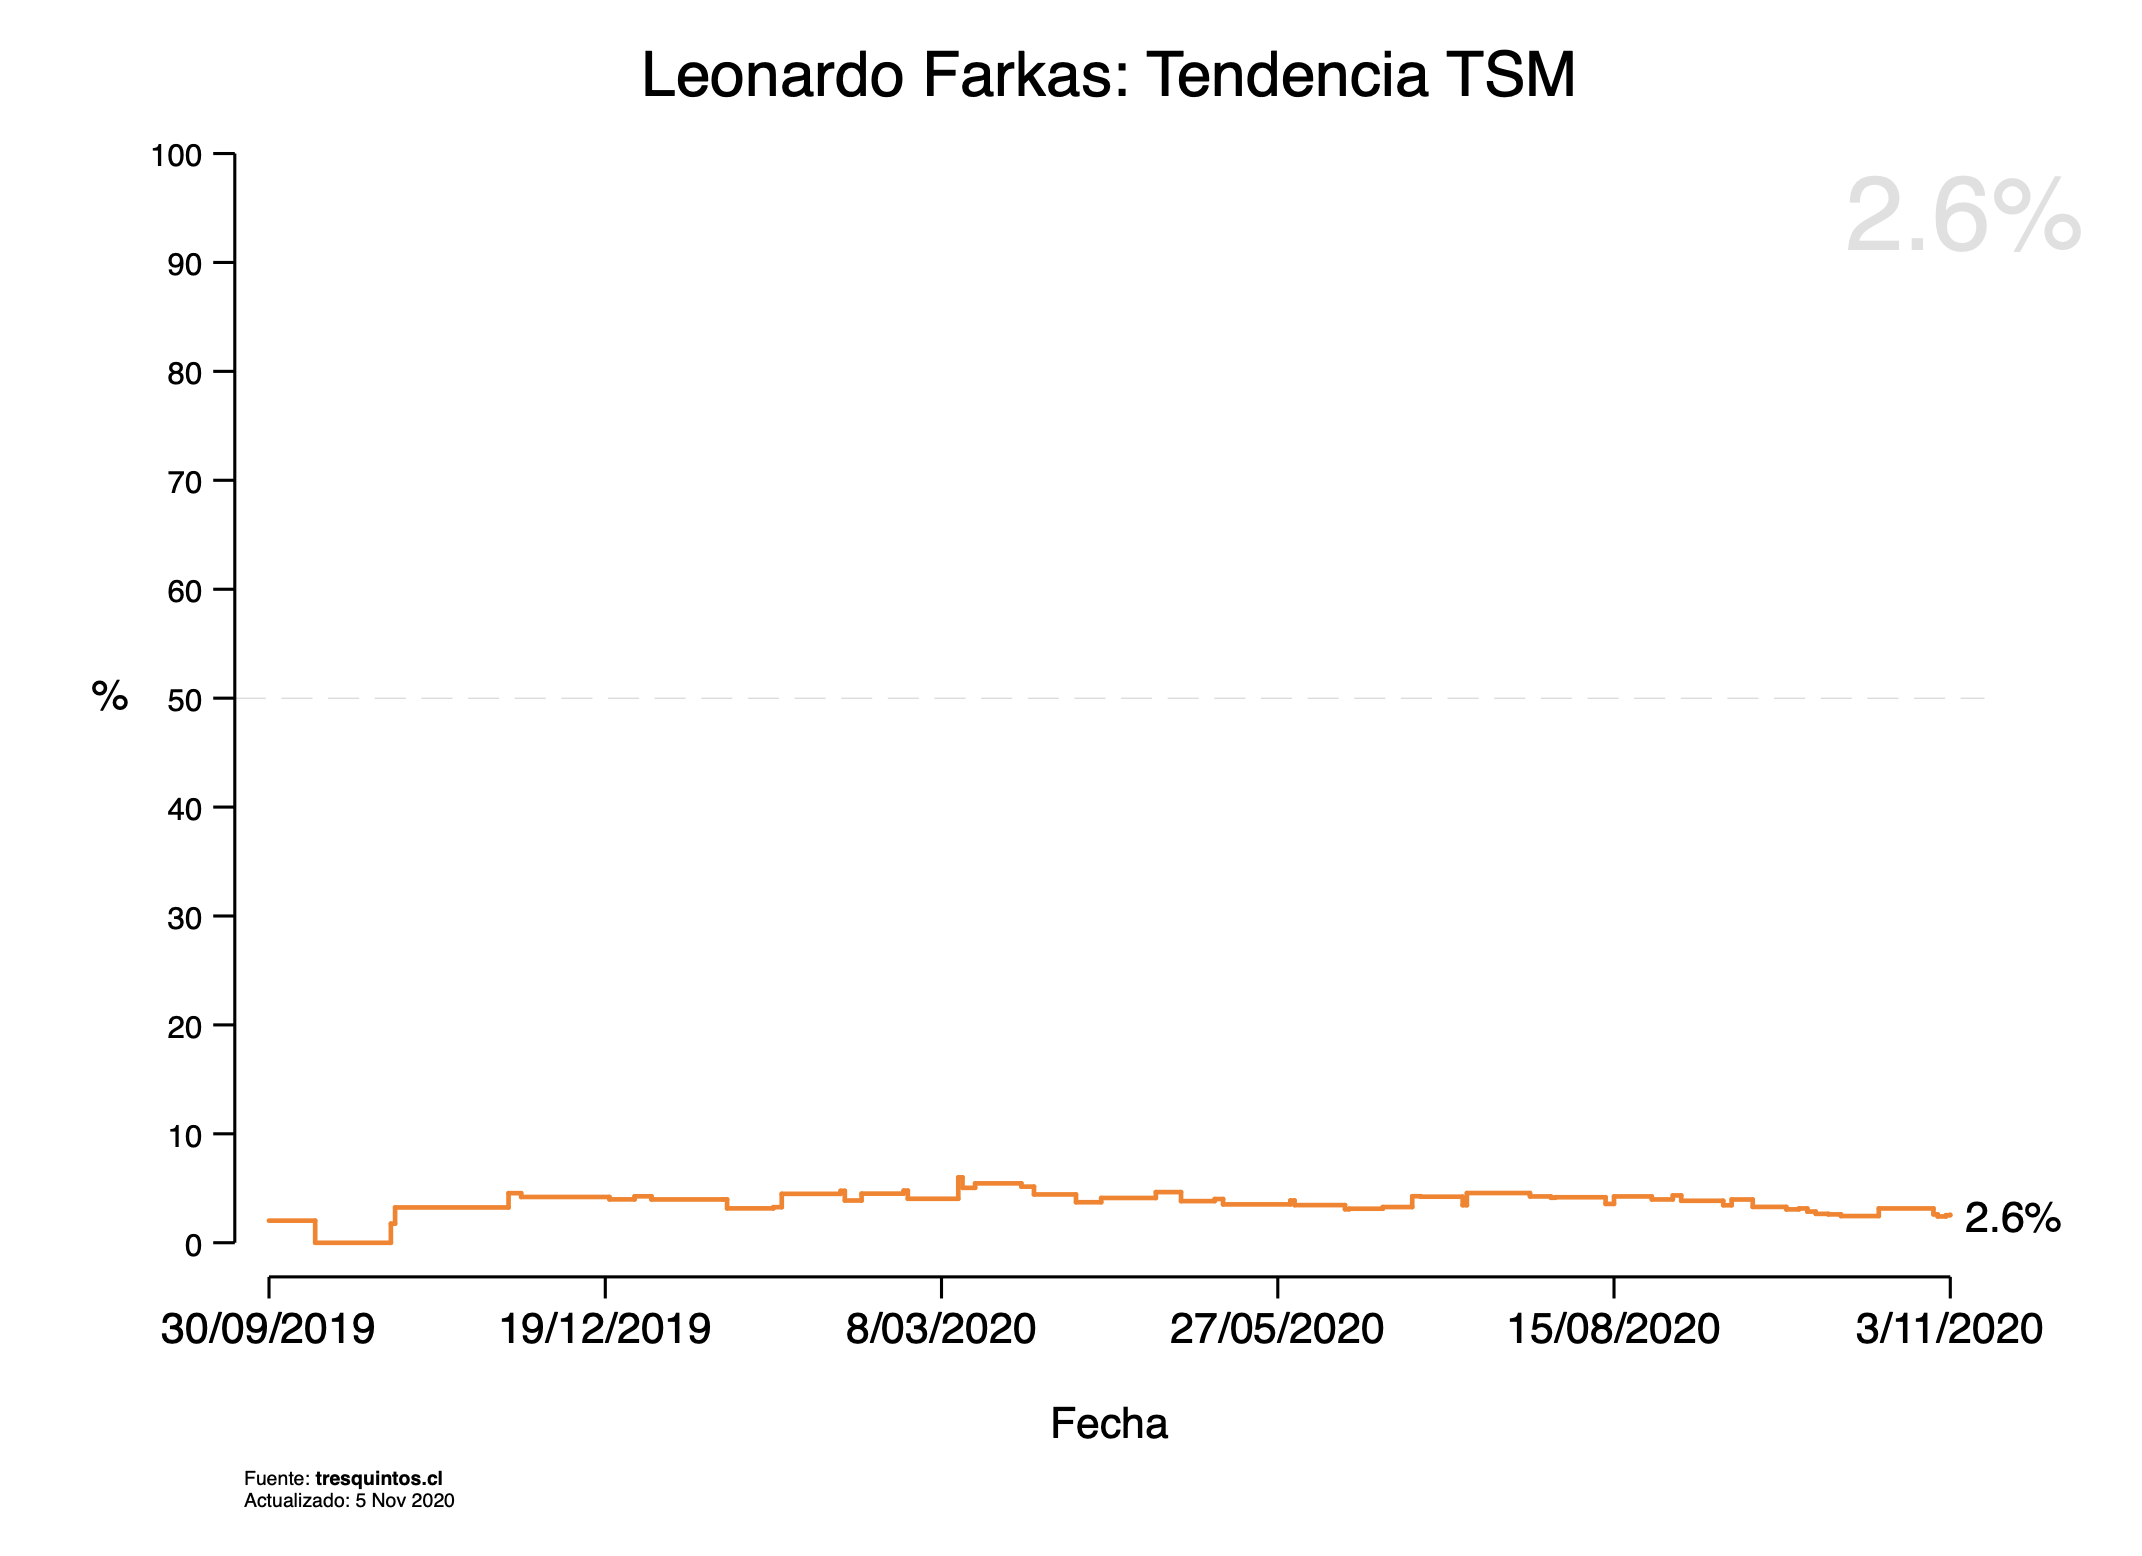 Leonardo Farkas: Tendencia TSM
2.6%
100
90
80
70
60
50
40
30
20
10
0
%
2.6%
30/09/2019 19/12/2019 8/03/2020 27/05/2020 15/08/2020 3/11/2020
Fecha
Fuente: tresquintos.cl
Actualizado: 5 Nov 2020